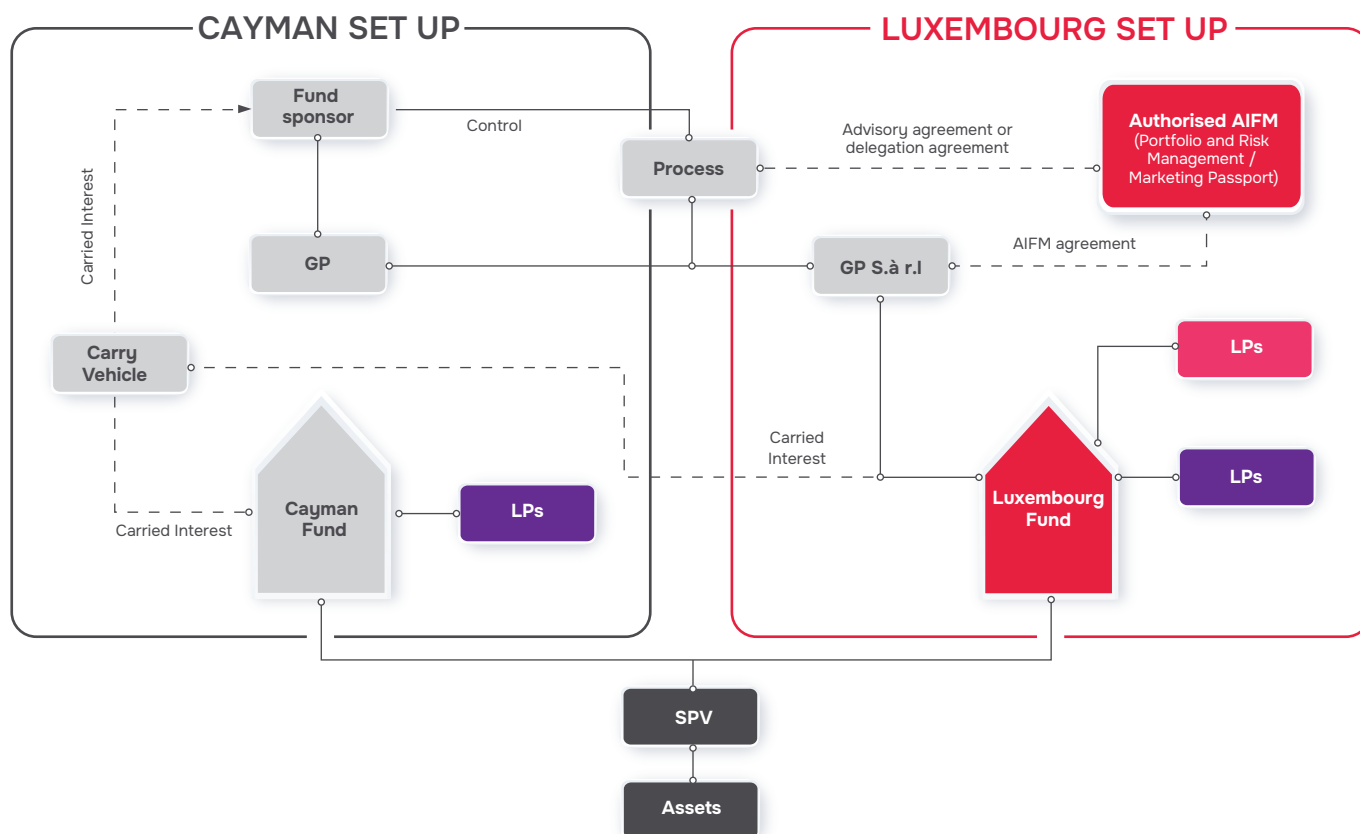 CAYMAN SET UP
LUXEMBOURG SET UP
Fund
sponsor
Control
Process
Advisory agreement or
delegation agreement
Authorised AIFM
(Portfolio and Risk
Management /
Marketing Passport)
Carried Interest
GP
GP S.à r.l
AIFM agreement
Carry
Vehicle
LPs
Carried
Interest
LPs
Cayman
Fund
LPs
Luxembourg
Fund
Carried Interest
SPV
Assets